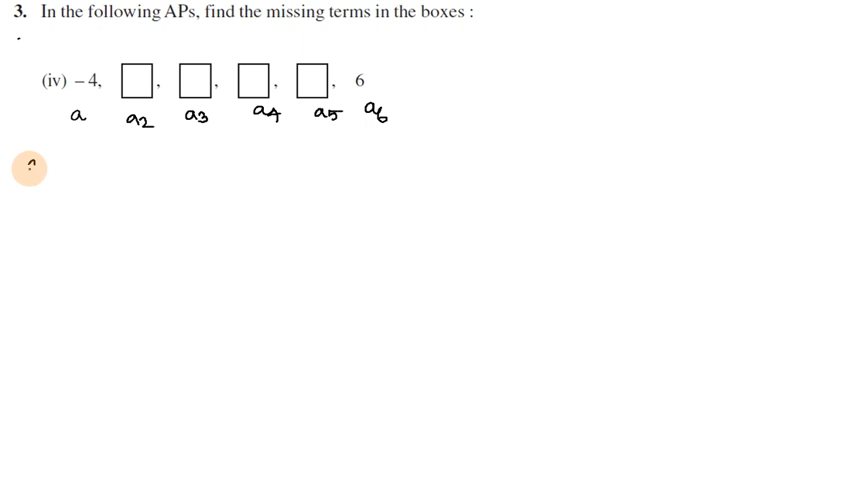 3. In the following APs, find the missing terms in the boxes :
(iv) – 4, , , , , 6
a a2 a3 a4 a5 a6